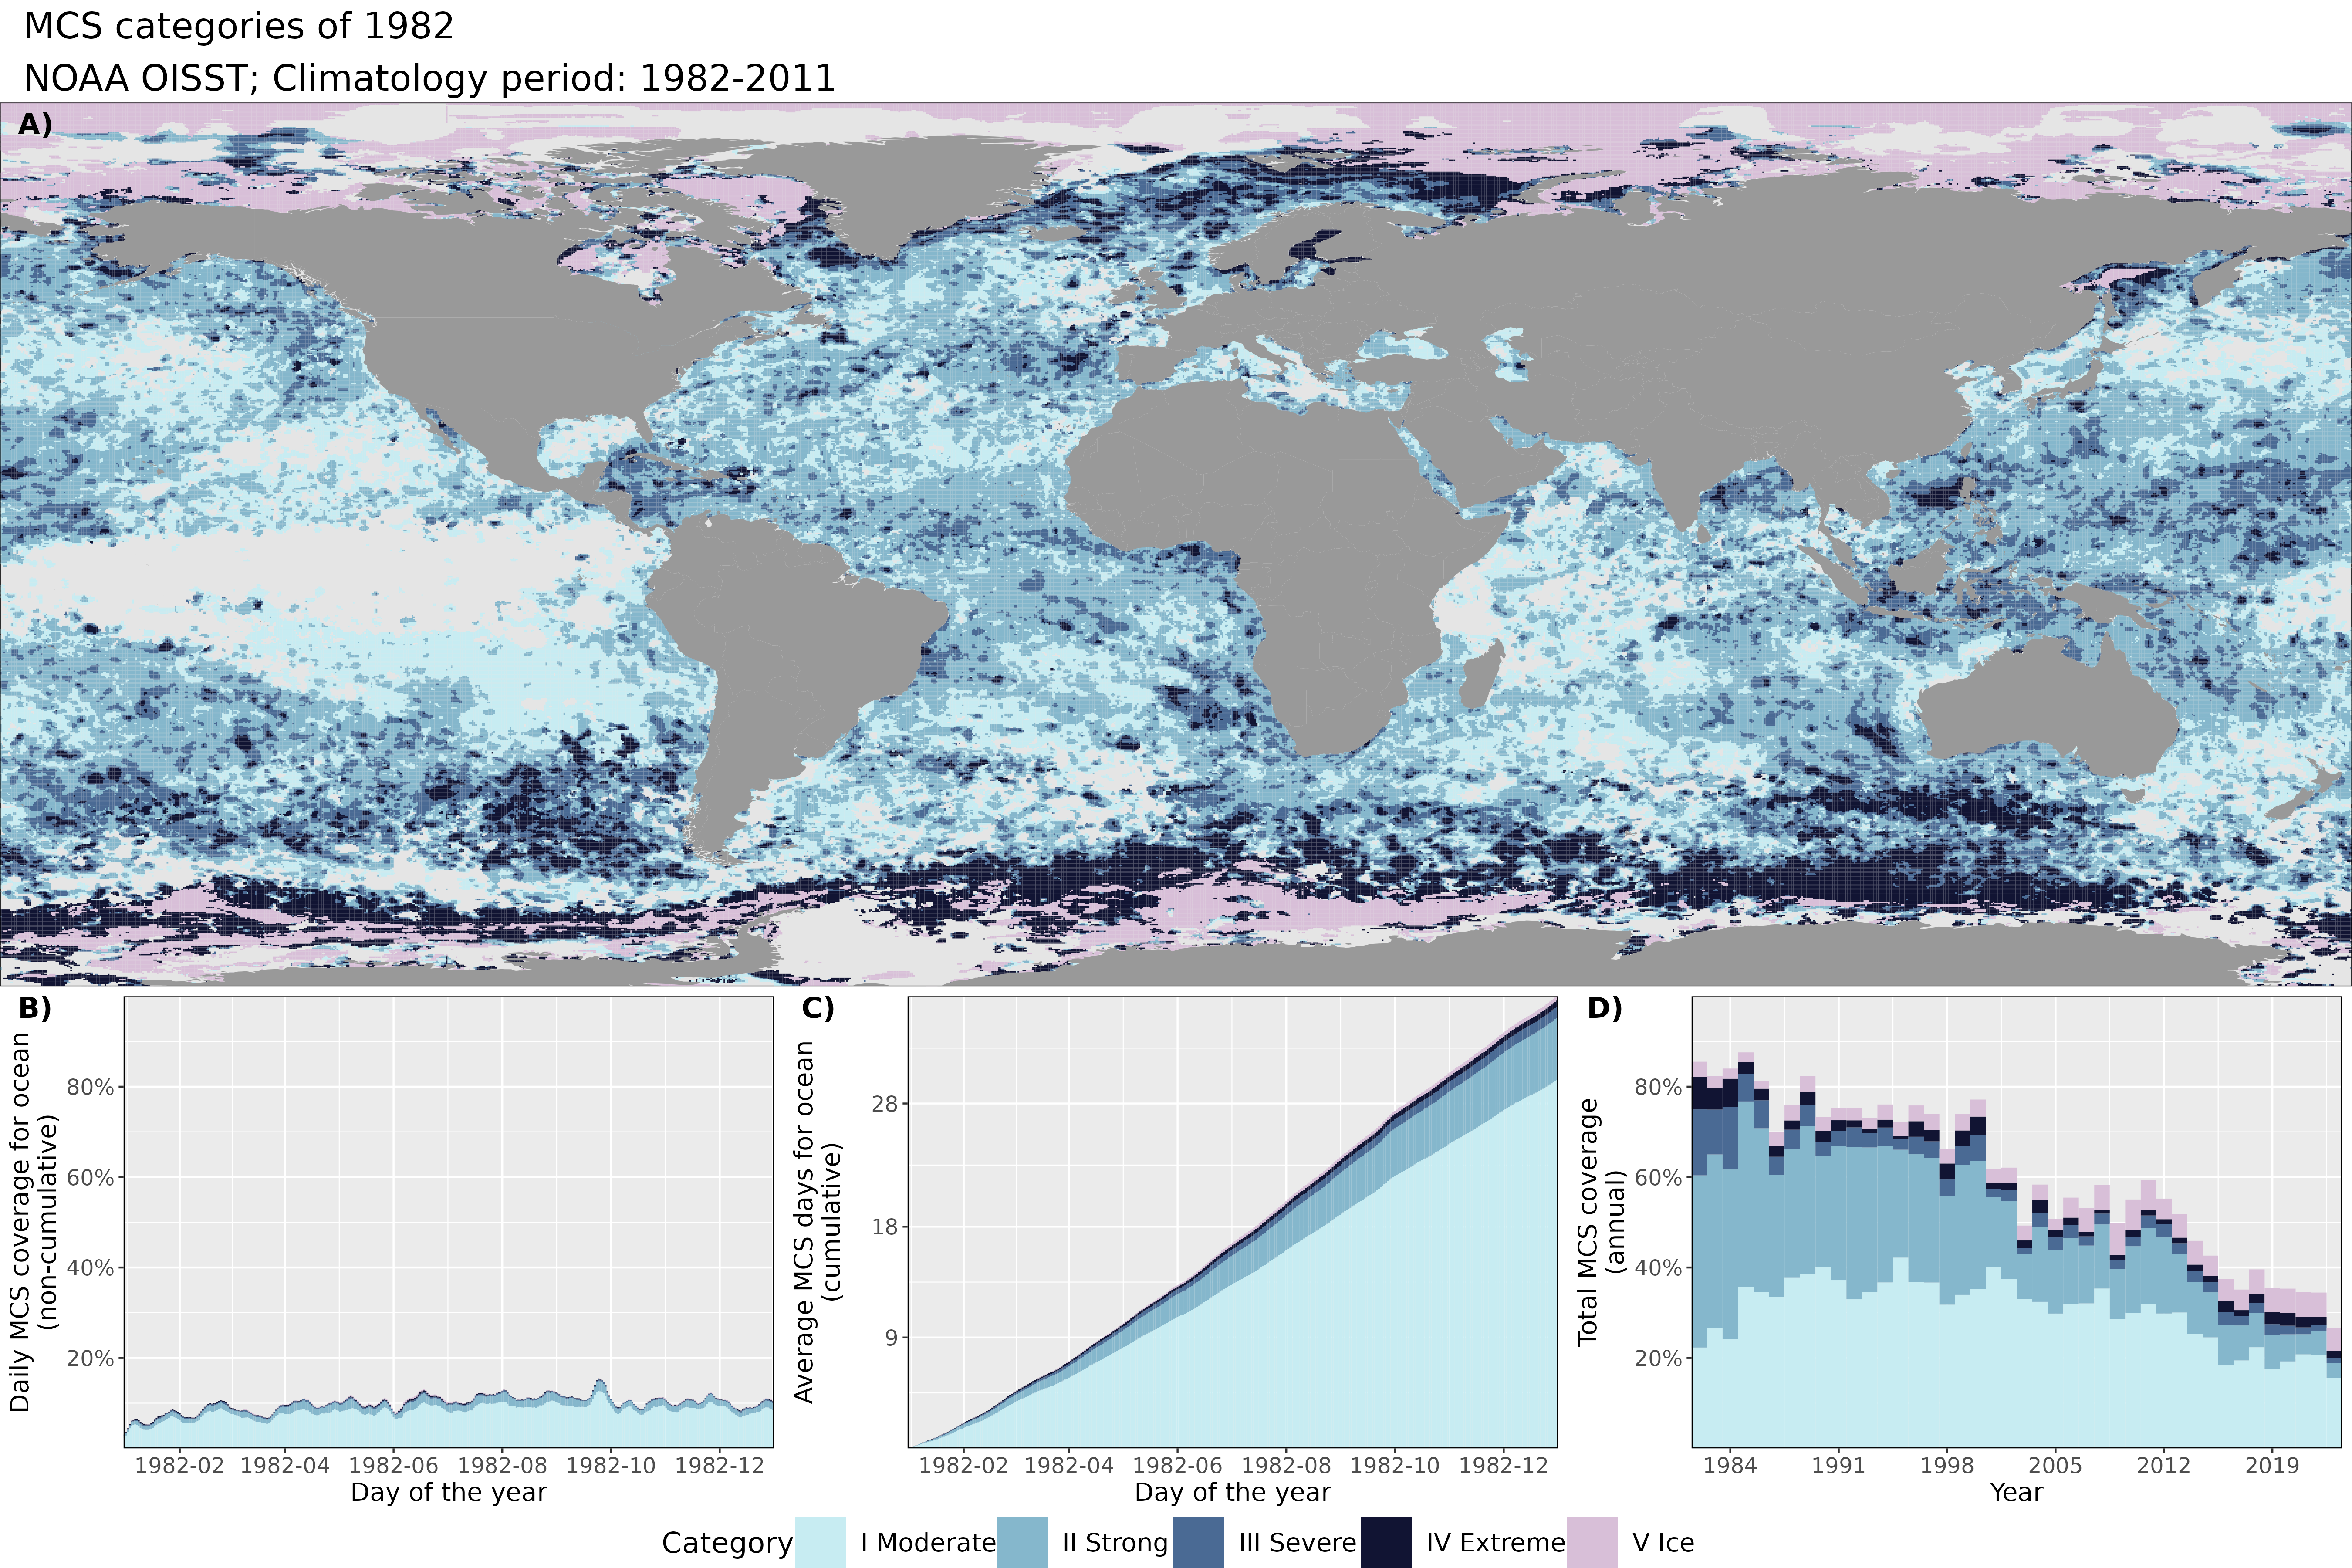 MCS categories of 1982
NOAA OISST; Climatology period: 1982-2011
A)
B)
Daily MCS coverage for ocean
(non-cumulative)
80%
60%
40%
20%
1982-02 1982-04 1982-06 1982-08 1982-10 1982-12
Day of the year
C)
Average MCS days for ocean
(cumulative)
28
18
9
1982-02 1982-04 1982-06 1982-08 1982-10 1982-12
Day of the year
D)
Total MCS coverage
(annual)
80%
60%
40%
20%
1984 1991 1998 2005 2012 2019
Year
Category I Moderate II Strong III Severe IV Extreme V Ice